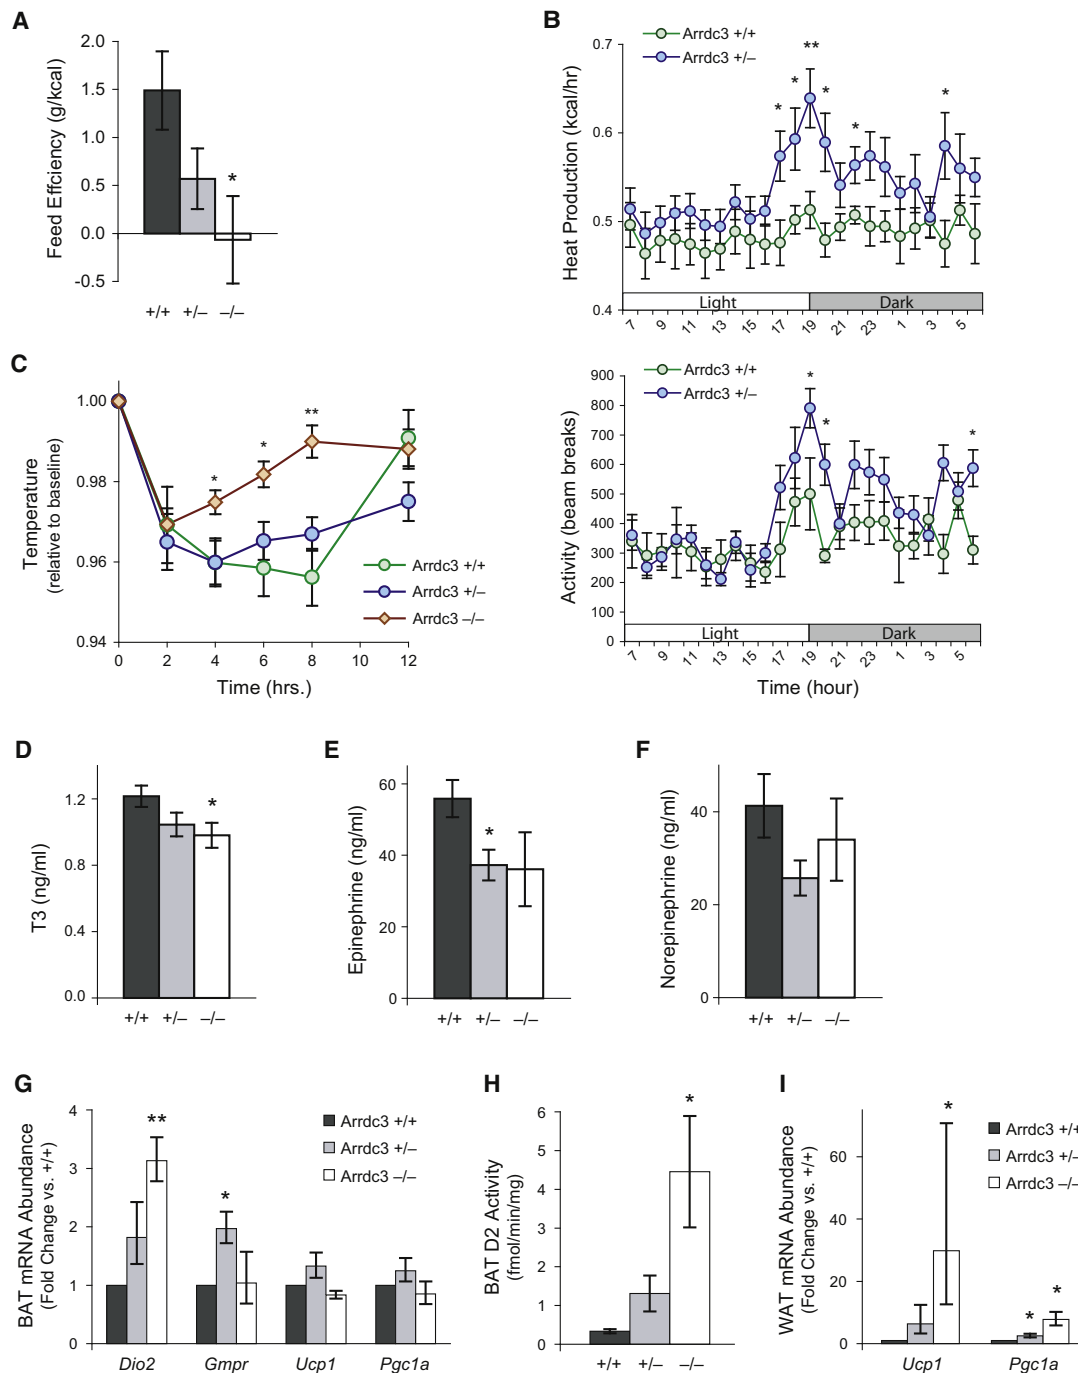 A
Feed Effciency (g/kcal)
2.0
1.5
1.0
0.5
0.0
-0.5
*
+/+ +/– –/–
B
Arrdc3 +/+
Arrdc3 +/–
Heat Production (kcal/hr)
0.7
0.6
0.5
0.4
* * ** * * *
Light Dark
7 9 11 13 15 17 19 21 23 1 3 5
Arrdc3 +/+
Arrdc3 +/–
Activity (beam breaks)
900
800
700
600
500
400
300
200
100
0
* * *
Light Dark
7 9 11 13 15 17 19 21 23 1 3 5
Time (hour)
C
Temperature
(relative to baseline)
1.00
0.98
0.96
0.94
* * **
Arrdc3 +/+
Arrdc3 +/–
Arrdc3 –/–
0 2 4 6 8 12
Time (hrs.)
D
T3 (ng/ml)
1.2
0.8
0.4
0.0
*
+/+ +/– –/–
E
Epinephrine (ng/ml)
60
40
20
0
*
+/+ +/– –/–
F
Norepinephrine (ng/ml)
40
20
0
+/+ +/– –/–
G
BAT mRNA Abundance
(Fold Change vs. +/+)
4
3
2
1
0
** *
Arrdc3 +/+
Arrdc3 +/–
Arrdc3 –/–
Dio2 Gmpr Ucp1 Pgc1a
H
BAT D2 Activity
(fmol/min/mg)
6
5
4
3
2
1
0
*
+/+ +/– –/–
I
WAT mRNA Abundance
(Fold Change vs. +/+)
60
40
20
0
* * *
Arrdc3 +/+
Arrdc3 +/–
Arrdc3 –/–
Ucp1 Pgc1a